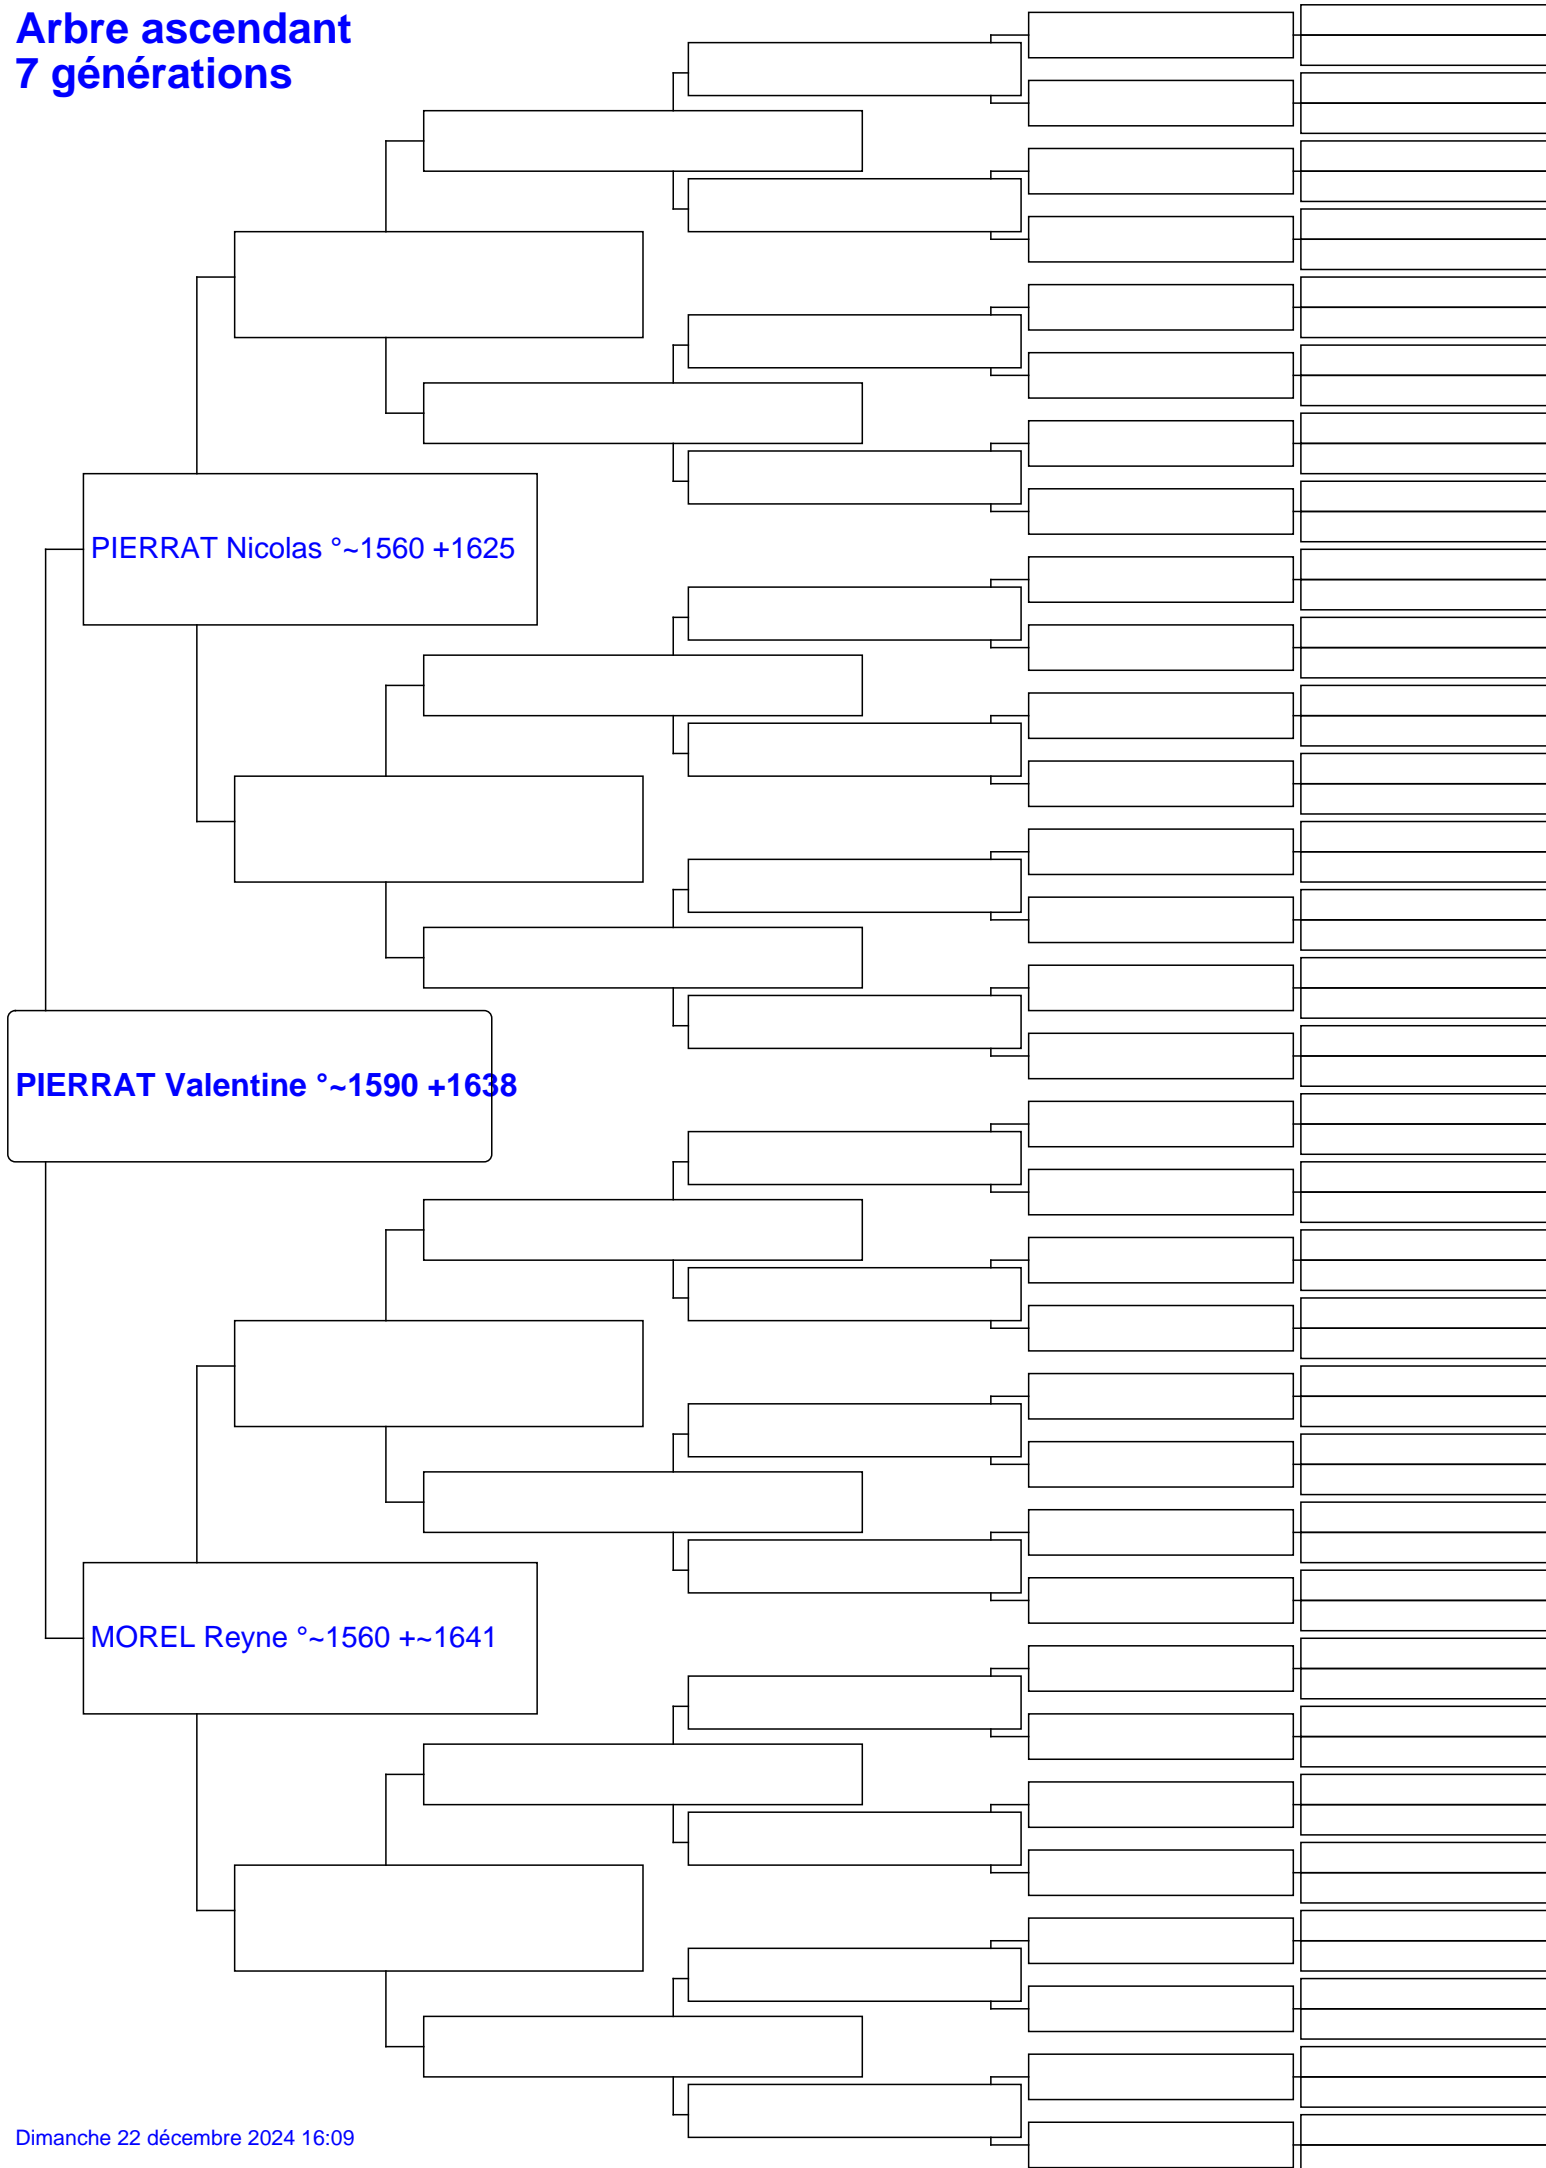 Arbre ascendant
7 générations
PIERRAT Nicolas °~1560 +1625
PIERRAT Valentine °~1590 +1638
MOREL Reyne °~1560 +~1641
Dimanche 22 décembre 2024 16:09